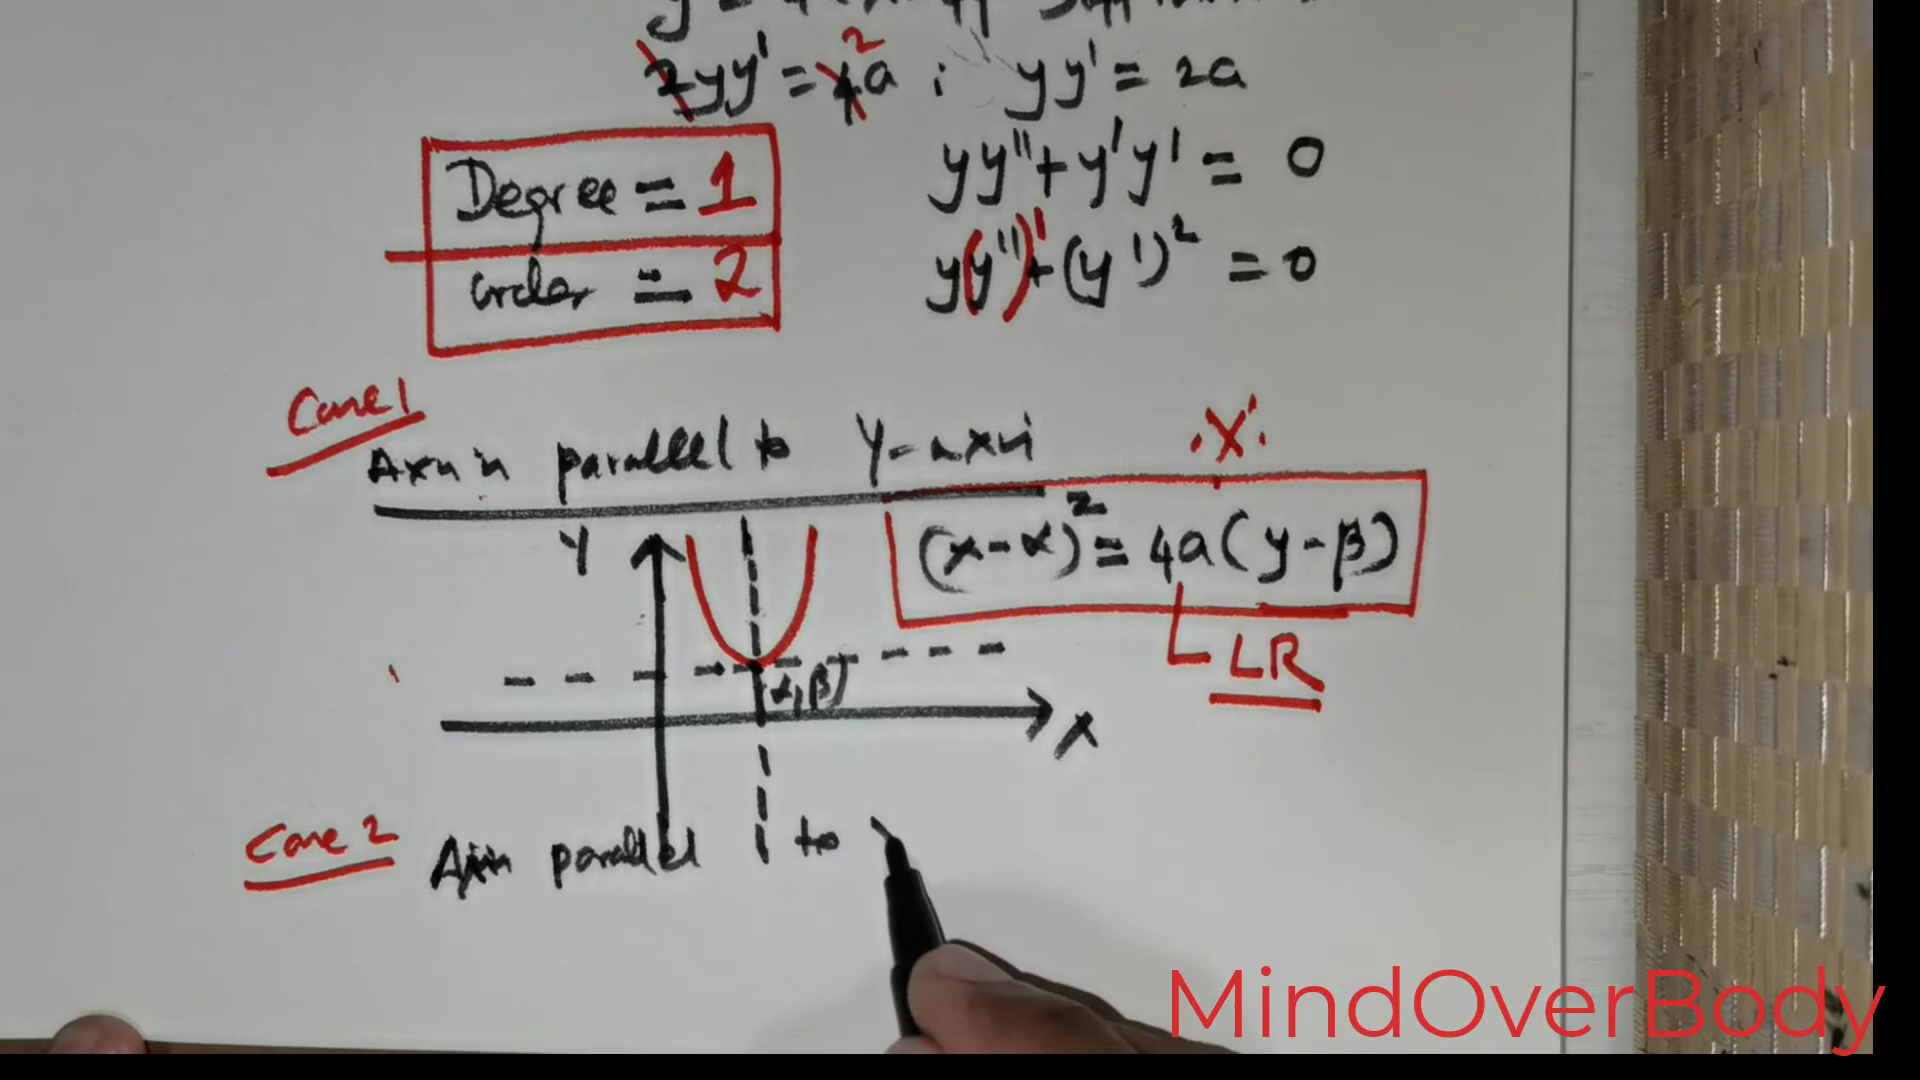 2yy' = 4a 2 ; yy' = 2a
yy'' + y'y' = 0
Degree = 1
order = 2
y(y'')' + (y')² = 0
Case 1
Axis is parallel to Y-axis
X
(x-α)² = 4a(y-β)
Y
LR
(α,β)
X
Case 2 Axis parallel to
MindOverBody